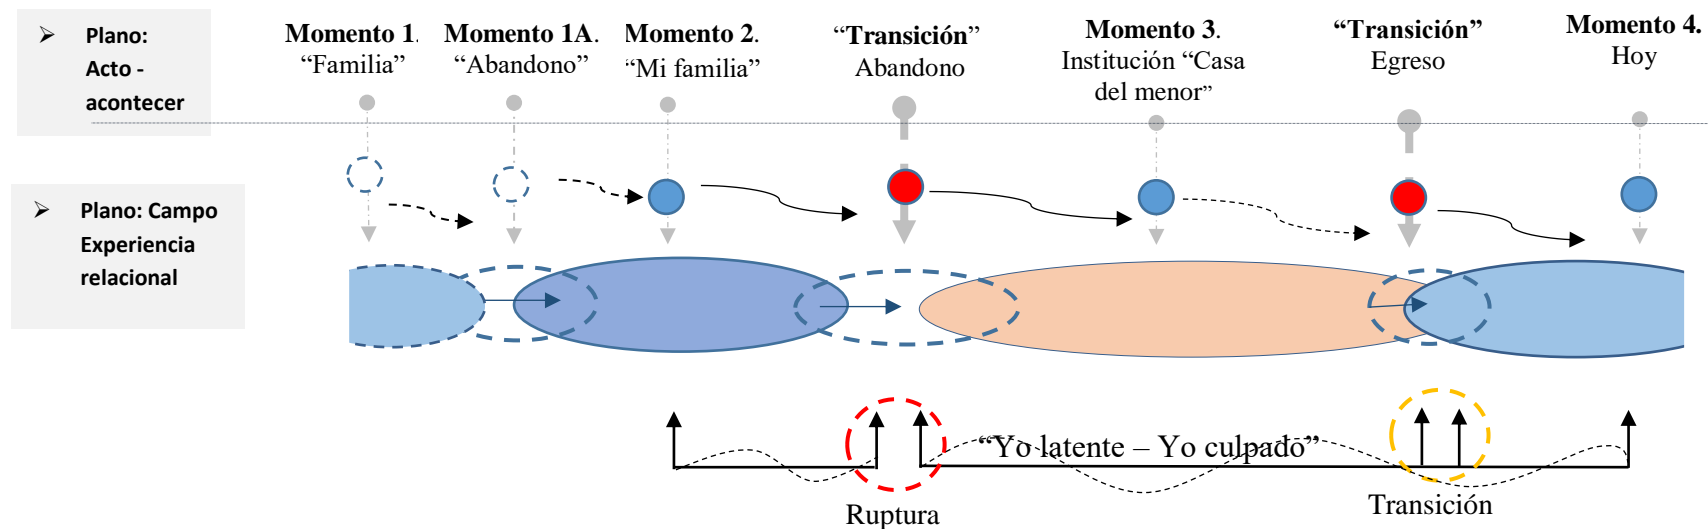 ➢ Plano:
Acto -
acontecer
Momento 1.
“Familia”
Momento 1A.
“Abandono”
Momento 2.
“Mi familia”
“Transición”
Abandono
Momento 3.
Institución “Casa
del menor”
“Transición”
Egreso
Momento 4.
Hoy
➢ Plano: Campo
Experiencia
relacional
“Yo latente – Yo culpado”
Ruptura
Transición